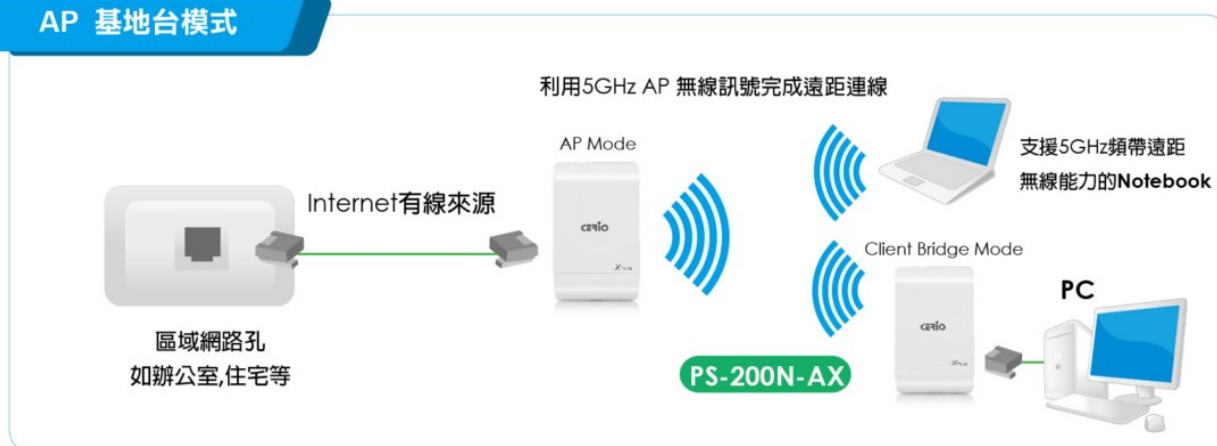 AP 基地台模式
利用5GHz AP 無線訊號完成遠距連線
AP Mode
支援5GHz頻帶遠距
無線能力的Notebook
Internet有線來源
CERIO
Client Bridge Mode
PC
CERIO
區域網路孔
如辦公室,住宅等
PS-200N-AX